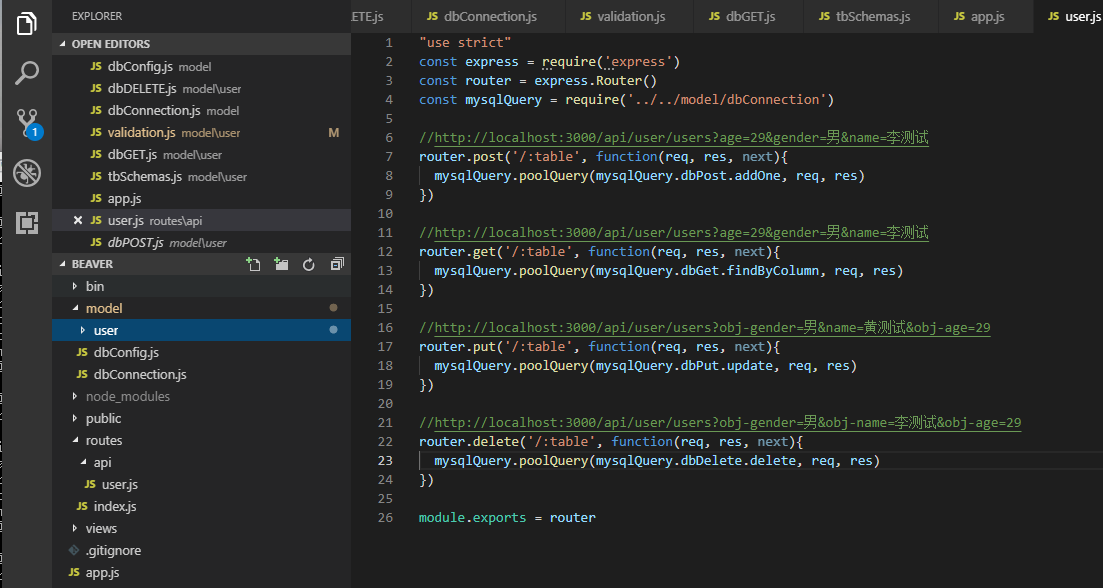 EXPLORER
OPEN EDITORS
JS dbConfig.js model
JS dbDELETE.js model\user
JS dbConnection.js model
JS validation.js model\user M
JS dbGET.js model\user
JS tbSchemas.js model\user
JS app.js
JS user.js routes\api
JS dbPOST.js model\user
BEAVER
bin
model
user
JS dbConfig.js
JS dbConnection.js
node_modules
public
routes
api
JS user.js
JS index.js
views
.gitignore
JS app.js
1
ETE.js JS dbConnection.js JS validation.js JS dbGET.js JS tbSchemas.js JS app.js JS user.js
1 "use strict"
2 const express = require('express')
3 const router = express.Router()
4 const mysqlQuery = require('../../model/dbConnection')
5
6 //http://localhost:3000/api/user/users?age=29&gender=男&name=李测试
7 router.post('/:table', function(req, res, next){
8 mysqlQuery.poolQuery(mysqlQuery.dbPost.addOne, req, res)
9 })
10
11 //http://localhost:3000/api/user/users?age=29&gender=男&name=李测试
12 router.get('/:table', function(req, res, next){
13 mysqlQuery.poolQuery(mysqlQuery.dbGet.findByColumn, req, res)
14 })
15
16 //http://localhost:3000/api/user/users?obj-gender=男&name=黄测试&obj-age=29
17 router.put('/:table', function(req, res, next){
18 mysqlQuery.poolQuery(mysqlQuery.dbPut.update, req, res)
19 })
20
21 //http://localhost:3000/api/user/users?obj-gender=男&obj-name=李测试&obj-age=29
22 router.delete('/:table', function(req, res, next){
23 mysqlQuery.poolQuery(mysqlQuery.dbDelete.delete, req, res)
24 })
25
26 module.exports = router